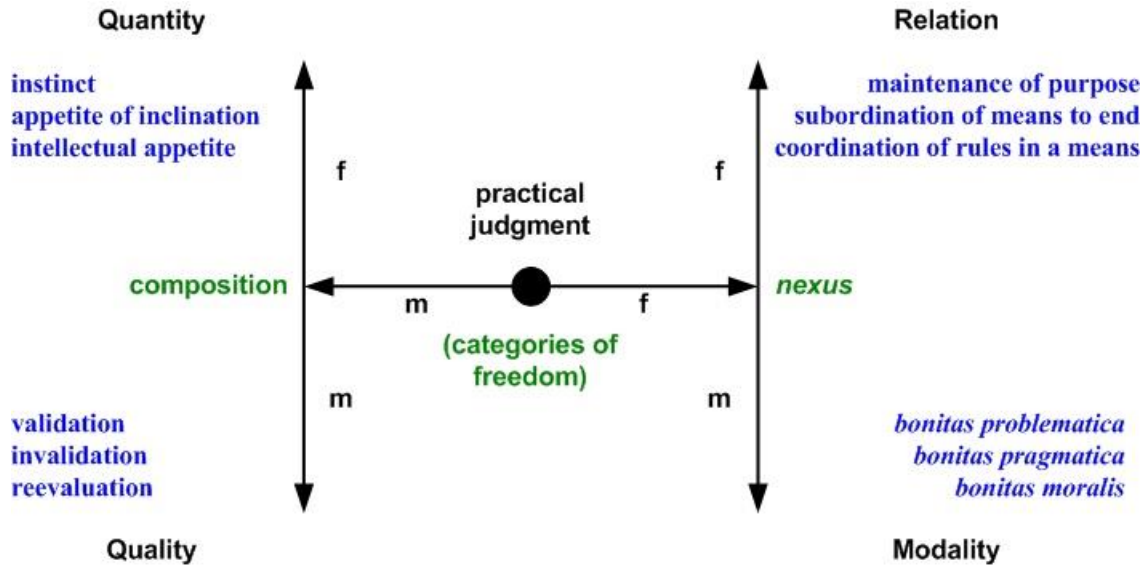 Quantity
Relation
instinct
appetite of inclination
intellectual appetite
maintenance of purpose
subordination of means to end
coordination of rules in a means
f
f
practical
judgment
composition
nexus
m
f
(categories of
freedom)
m
m
validation
invalidation
reevaluation
bonitas problematica
bonitas pragmatica
bonitas moralis
Quality
Modality